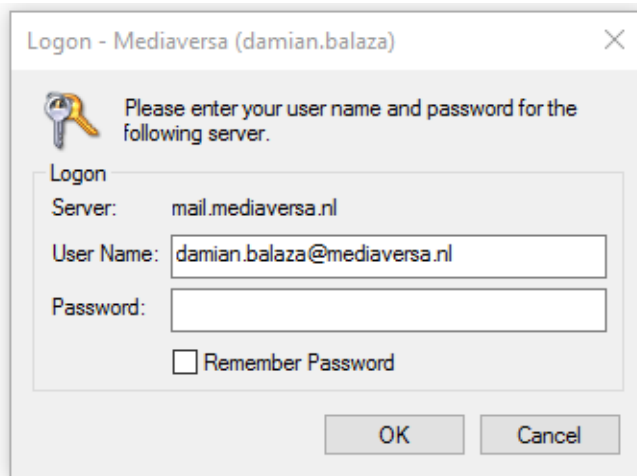 Logon - Mediaversa (damian.balaza)
Please enter your user name and password for the
following server.
Logon
Server: mail.mediaversa.nl
User Name: damian.balaza@mediaversa.nl
Password:
Remember Password
OK Cancel